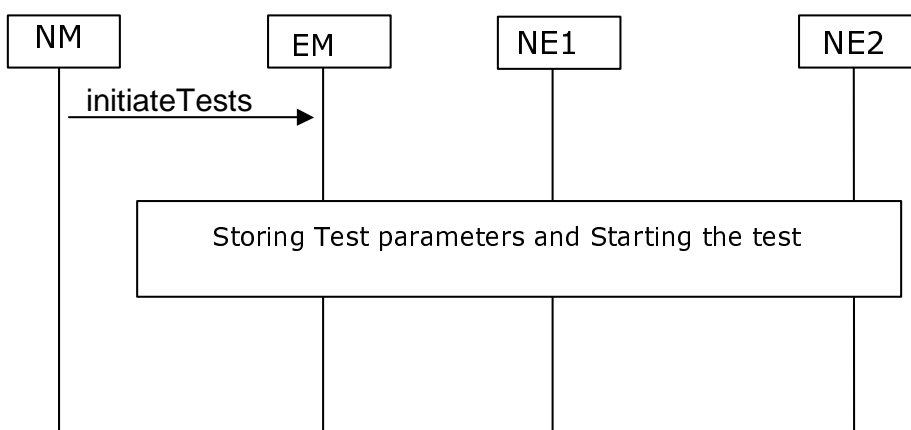 NM
EM
NE1
NE2
initiateTests
Storing Test parameters and Starting the test